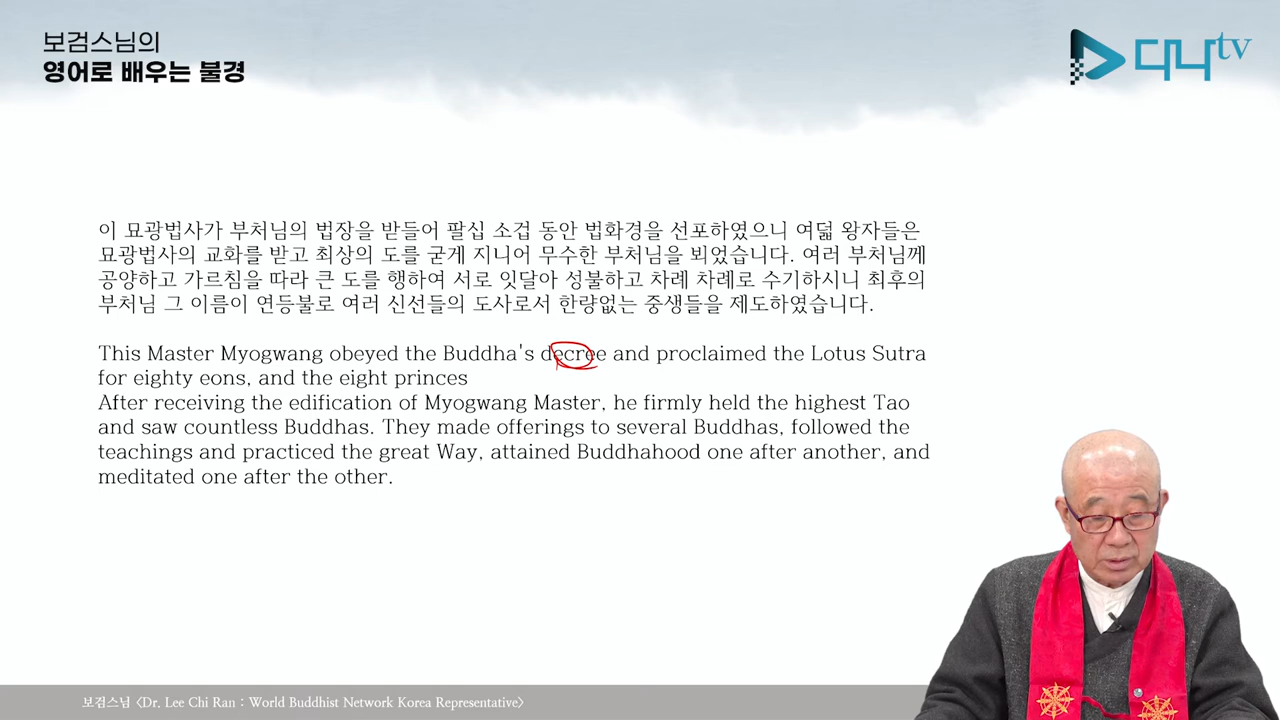 보검스님의
영어로 배우는 불경
디나tv
이 묘광법사가 부처님의 법장을 받들어 팔십 소겁 동안 법화경을 선포하였으니 여덟 왕자들은
묘광법사의 교화를 받고 최상의 도를 굳게 지니어 무수한 부처님을 뵈었습니다. 여러 부처님께
공양하고 가르침을 따라 큰 도를 행하여 서로 잇달아 성불하고 차례 차례로 수기하시니 최후의
부처님 그 이름이 연등불로 여러 신선들의 도사로서 한량없는 중생들을 제도하였습니다.
This Master Myogwang obeyed the Buddha's decree and proclaimed the Lotus Sutra
for eighty eons, and the eight princes
After receiving the edification of Myogwang Master, he firmly held the highest Tao
and saw countless Buddhas. They made offerings to several Buddhas, followed the
teachings and practiced the great Way, attained Buddhahood one after another, and
meditated one after the other.
보검스님 <Dr. Lee Chi Ran : World Buddhist Network Korea Representative>